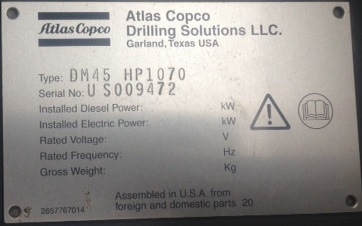 Atlas Copco
Atlas Copco
Drilling Solutions LLC.
Garland, Texas USA
Type: DM45 HP1070
Serial No: US009472
Installed Diesel Power: kW
Installed Electric Power: kW
Rated Voltage: V
Rated Frequency: Hz
Gross Weight: Kg
Assembled in U.S.A. from
foreign and domestic parts 20
2657767014